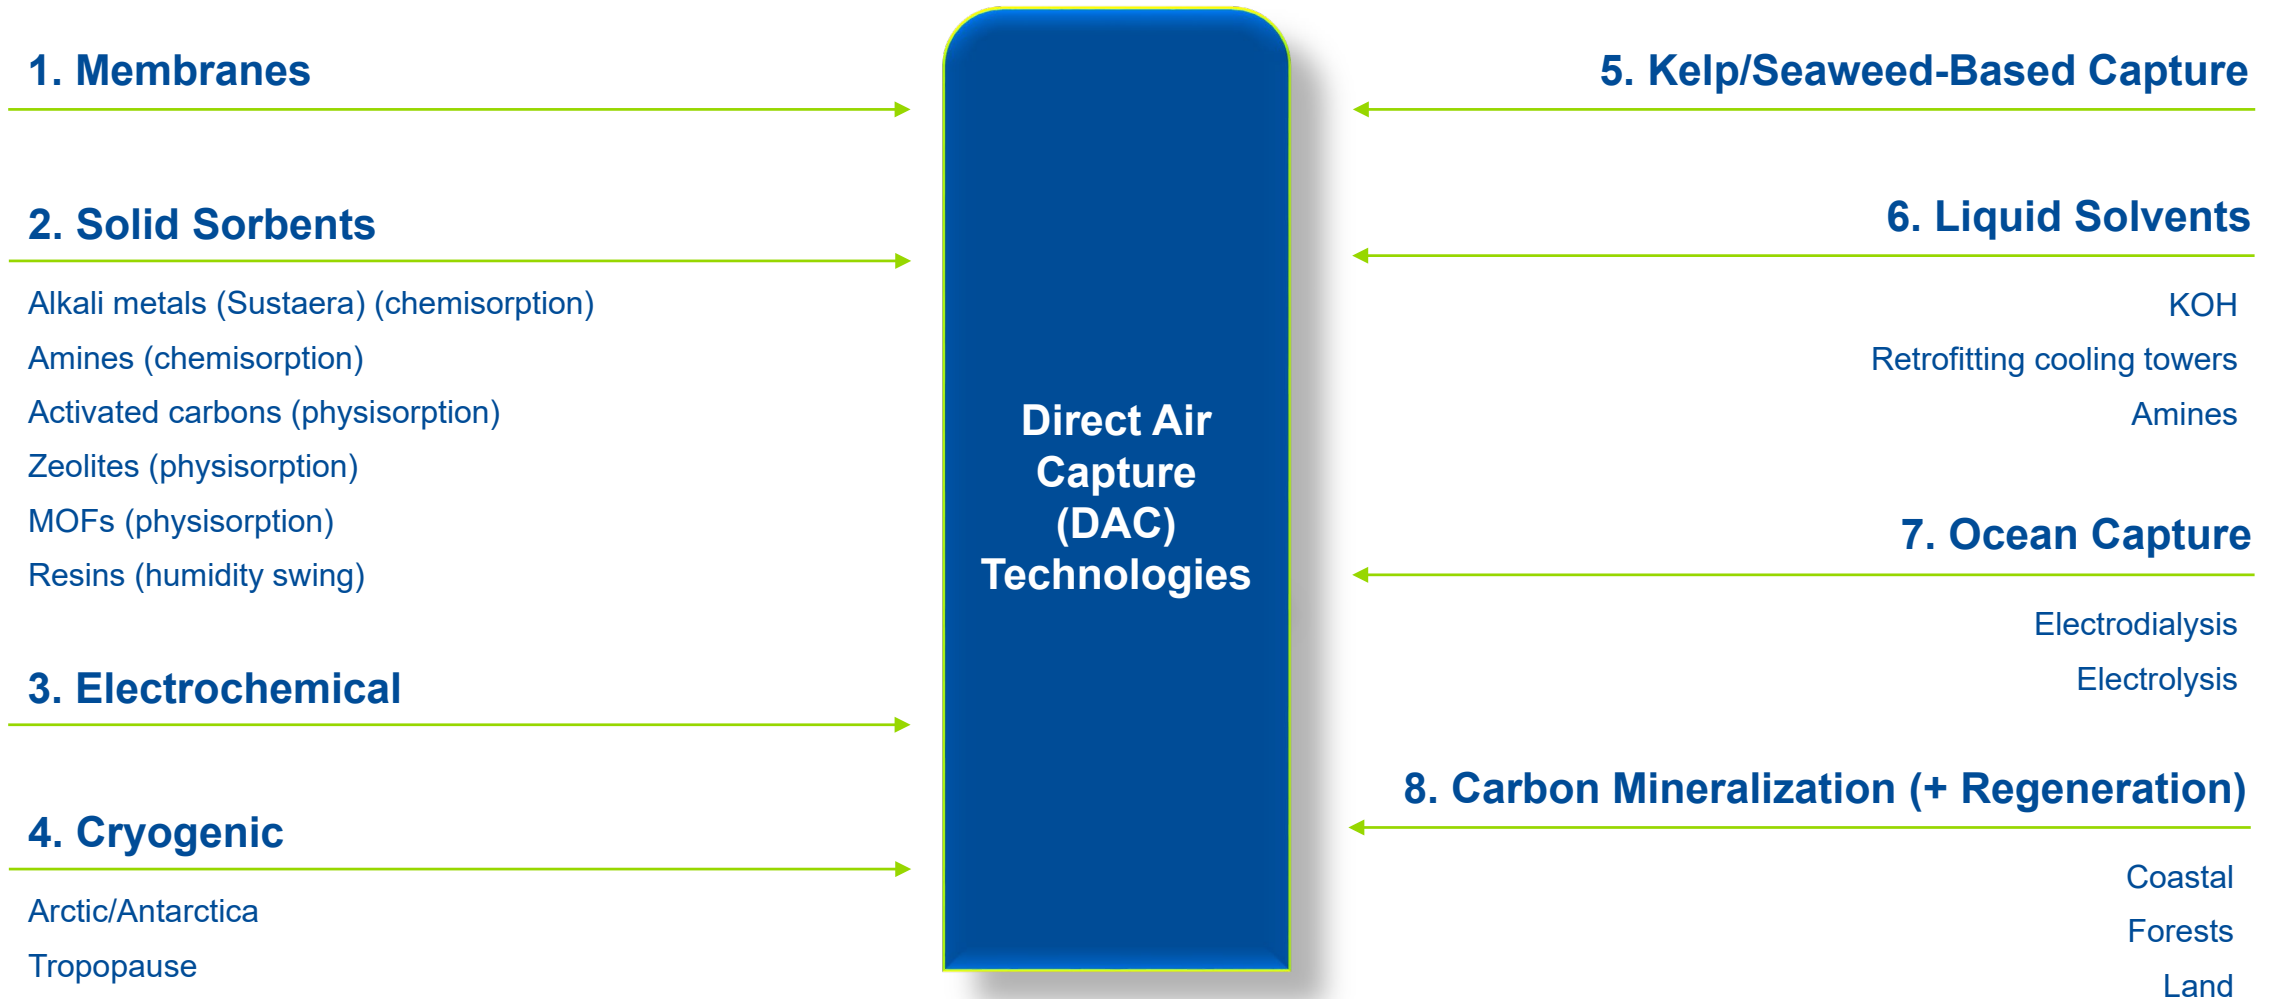 1. Membranes
2. Solid Sorbents
Alkali metals (Sustaera) (chemisorption)
Amines (chemisorption)
Activated carbons (physisorption)
Zeolites (physisorption)
MOFs (physisorption)
Resins (humidity swing)
3. Electrochemical
4. Cryogenic
Arctic/Antarctica
Tropopause
Direct Air
Capture
(DAC)
Technologies
5. Kelp/Seaweed-Based Capture
6. Liquid Solvents
KOH
Retrofitting cooling towers
Amines
7. Ocean Capture
Electrodialysis
Electrolysis
8. Carbon Mineralization (+ Regeneration)
Coastal
Forests
Land